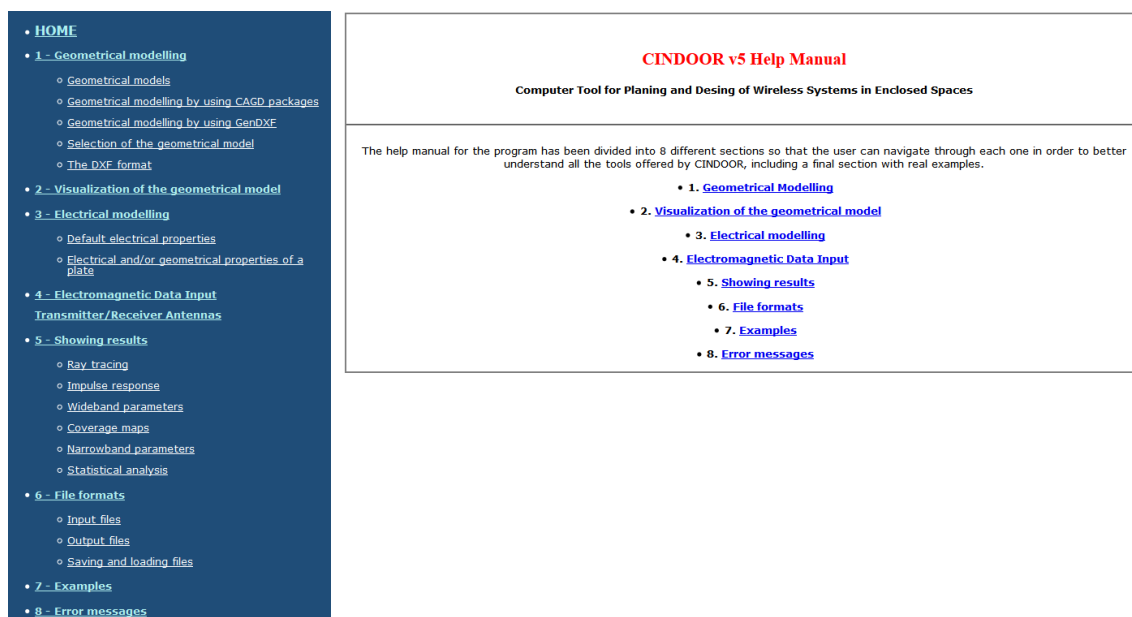 HOME
1 - Geometrical modelling
Geometrical models
Geometrical modelling by using CAGD packages
Geometrical modelling by using GenDXF
Selection of the geometrical model
The DXF format
2 - Visualization of the geometrical model
3 - Electrical modelling
Default electrical properties
Electrical and/or geometrical properties of a
plate
4 - Electromagnetic Data Input
Transmitter/Receiver Antennas
5 - Showing results
Ray tracing
Impulse response
Wideband parameters
Coverage maps
Narrowband parameters
Statistical analysis
6 - File formats
Input files
Output files
Saving and loading files
7 - Examples
8 - Error messages
CINDOOR v5 Help Manual
Computer Tool for Planing and Desing of Wireless Systems in Enclosed Spaces
The help manual for the program has been divided into 8 different sections so that the user can navigate through each one in order to better
understand all the tools offered by CINDOOR, including a final section with real examples.
1. Geometrical Modelling
2. Visualization of the geometrical model
3. Electrical modelling
4. Electromagnetic Data Input
5. Showing results
6. File formats
7. Examples
8. Error messages